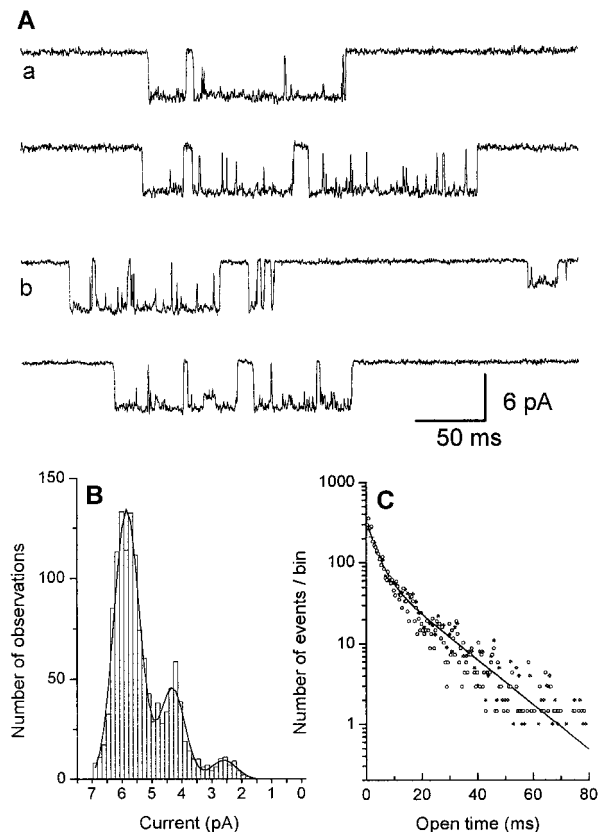 A
a
b
6 pA
50 ms
B
150
100
50
0
Number of observations
7 6 5 4 3 2 1 0
Current (pA)
C
1000
100
10
1
Number of events / bin
0 20 40 60 80
Open time (ms)